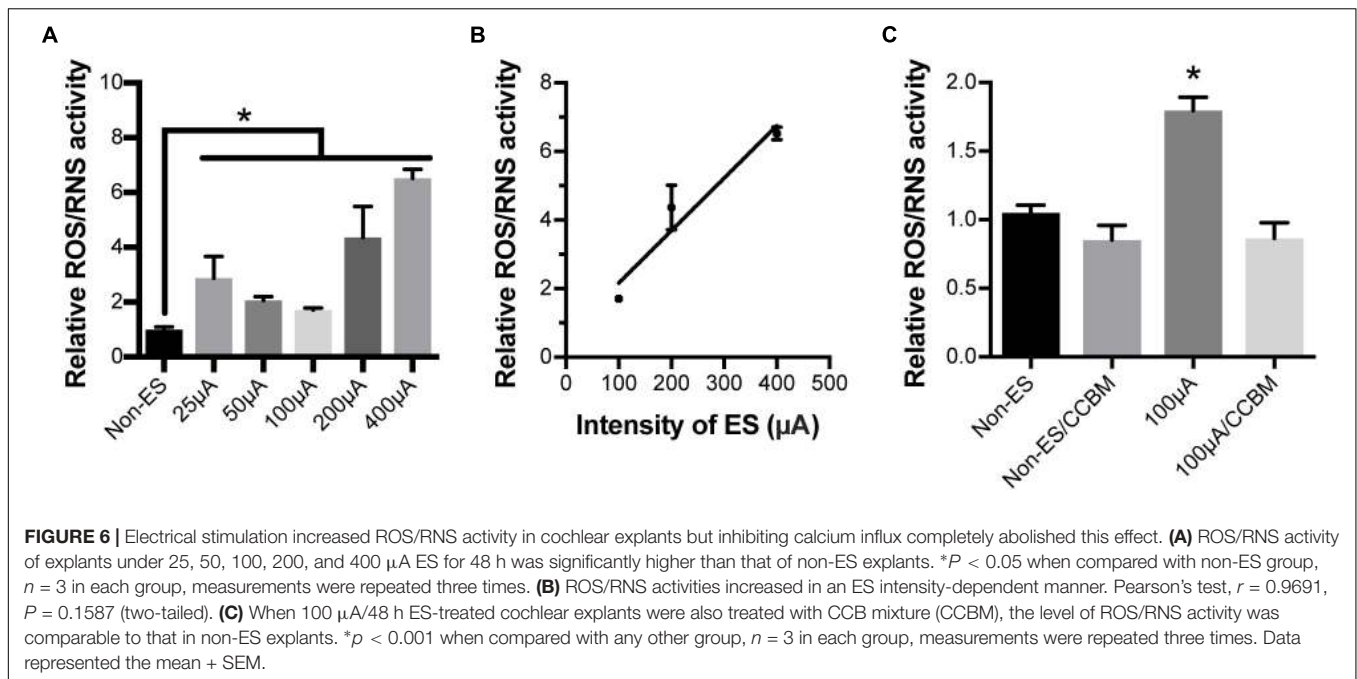 A
Relative ROS/RNS activity
10
8
6
4
2
0
*
Non-ES
25µA
50µA
100µA
200µA
400µA
B
Relative ROS/RNS activity
8
6
4
2
0
0
100
200
300
400
500
Intensity of ES (µA)
C
Relative ROS/RNS activity
2.0
1.5
1.0
0.5
0.0
*
Non-ES
Non-ES/CCBM
100µA
100µA/CCBM
FIGURE 6 | Electrical stimulation increased ROS/RNS activity in cochlear explants but inhibiting calcium influx completely abolished this effect. (A) ROS/RNS activity
of explants under 25, 50, 100, 200, and 400 µA ES for 48 h was significantly higher than that of non-ES explants. *P < 0.05 when compared with non-ES group,
n = 3 in each group, measurements were repeated three times. (B) ROS/RNS activities increased in an ES intensity-dependent manner. Pearson's test, r = 0.9691,
P = 0.1587 (two-tailed). (C) When 100 µA/48 h ES-treated cochlear explants were also treated with CCB mixture (CCBM), the level of ROS/RNS activity was
comparable to that in non-ES explants. *p < 0.001 when compared with any other group, n = 3 in each group, measurements were repeated three times. Data
represented the mean + SEM.